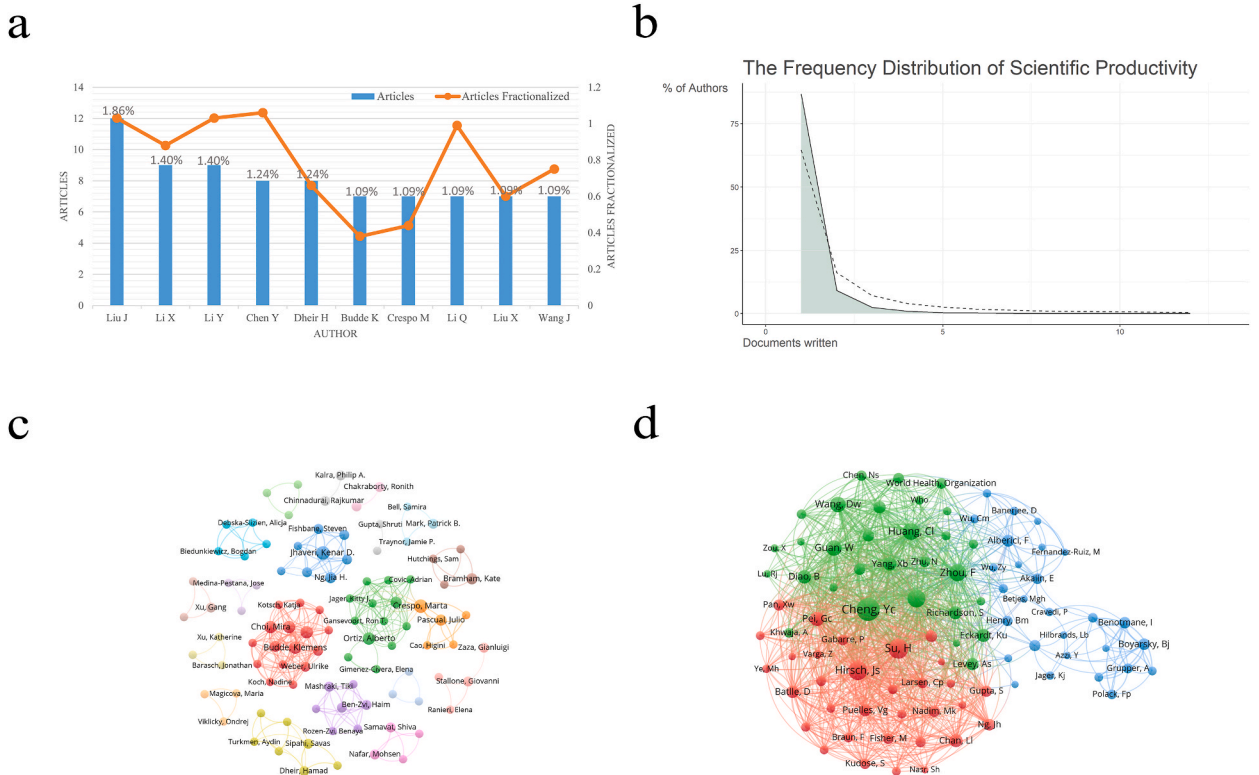 a
b
The Frequency Distribution of Scientific Productivity
14
12
10
8
6
4
2
0
ARTICLES
Articles
Articles Fractionalized
1.2
1
0.8
0.6
0.4
0.2
0
ARTICLES FRACTIONALIZED
1.86%
1.40%
1.40%
1.24%
1.24%
1.09%
1.09%
1.09%
1.09%
1.09%
Liu J
Li X
Li Y
Chen Y
Dheir H
Budde K
Crespo M
Li Q
Liu X
Wang J
AUTHOR
% of Authors
75
50
25
0
0
5
10
Documents written
c
d
Kalra, Philip A.
Chakraborty, Ronith
Chinnadurai, Rajkumar
Bell, Samira
Debska-Slizien, Alicja
Fishbane, Steven
Gupta, Shruti
Mark, Patrick B.
Traynor, Jamie P.
Biedunkiewicz, Bogdan
Jhaveri, Kenar D.
Hutchings, Sam
Ng, Jia H.
Covic, Adrian
Bramham, Kate
Medina-Pestana, Jose
Xu, Gang
Kotsch, Katja
Jager, Kitty J.
Crespo, Marta
Gansevoort, Ron T.
Pascual, Julio
Choi, Mira
Xu, Katherine
Budde, Klemens
Ortiz, Alberto
Cao, Higini
Zaza, Gianluigi
Barasch, Jonathan
Weber, Ulrike
Gimenez-Civera, Elena
Koch, Nadine
Mashraki, Tiki
Stallone, Giovanni
Magicova, Maria
Ben-Zvi, Haim
Ranieri, Elena
Viklicky, Ondrej
Rozen-Zvi, Benaya
Samavat, Shiva
Turkmen, Aydin
Sipahi, Savas
Nafar, Mohsen
Dheir, Hamad
Chen, Ns
World Health, Organization
Who
Wang, Dw
Banerjee, D
Wu, Cm
Huang, Cl
Alberici, F
Zou, X
Guan, W
Fernandez-Ruiz, M
Yang, Xb
Zhu, N
Wu, Zy
Lu, Rj
Diao, B
Zhou, F
Akalin, E
Pan, Xw
Cheng, Yc
Betjes, Mgh
Richardson, S
Cravedi, P
Pei, Gc
Henry, Bm
Benotmane, I
Khwaja, A
Gabarre, P
Eckardt, Ku
Hilbrands, Lb
Su, H
Boyarsky, Bj
Varga, Z
Azzi, Y
Ye, Mh
Hirsch, Js
Levey, As
Jager, Kj
Grupper, A
Batlle, D
Larsen, Cp
Gupta, S
Polack, Fp
Puelles, Vg
Nadim, Mk
Ng, Jh
Braun, F
Fisher, M
Chan, Ll
Kudose, S
Nasr, Sh